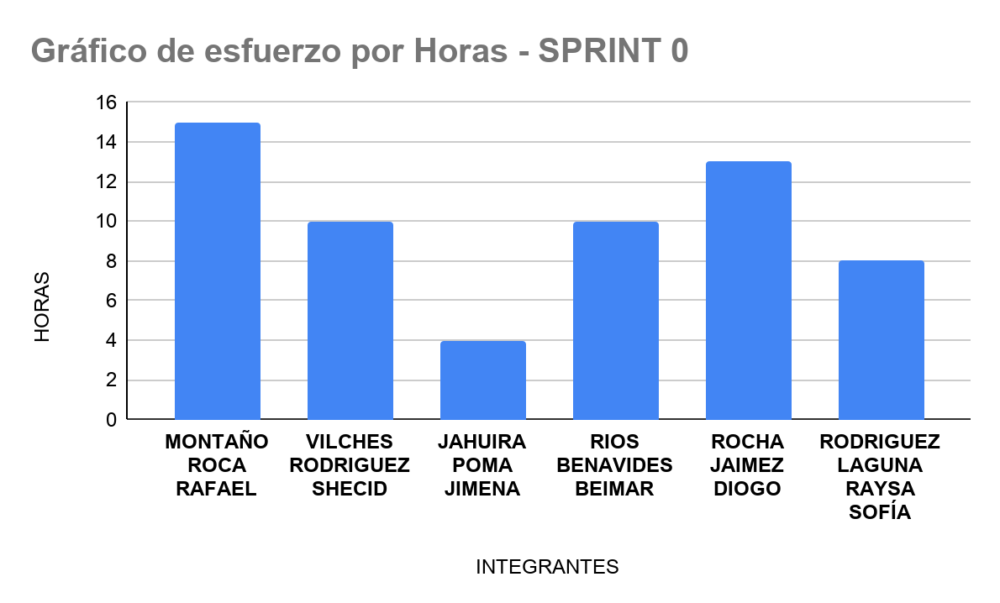 Gráfico de esfuerzo por Horas - SPRINT 0
HORAS
16
14
12
10
8
6
4
2
0
MONTAÑO
ROCA
RAFAEL
VILCHES
RODRIGUEZ
SHECID
JAHUIRA
POMA
JIMENA
RIOS
BENAVIDES
BEIMAR
ROCHA
JAIMEZ
DIOGO
RODRIGUEZ
LAGUNA
RAYSA
SOFÍA
INTEGRANTES